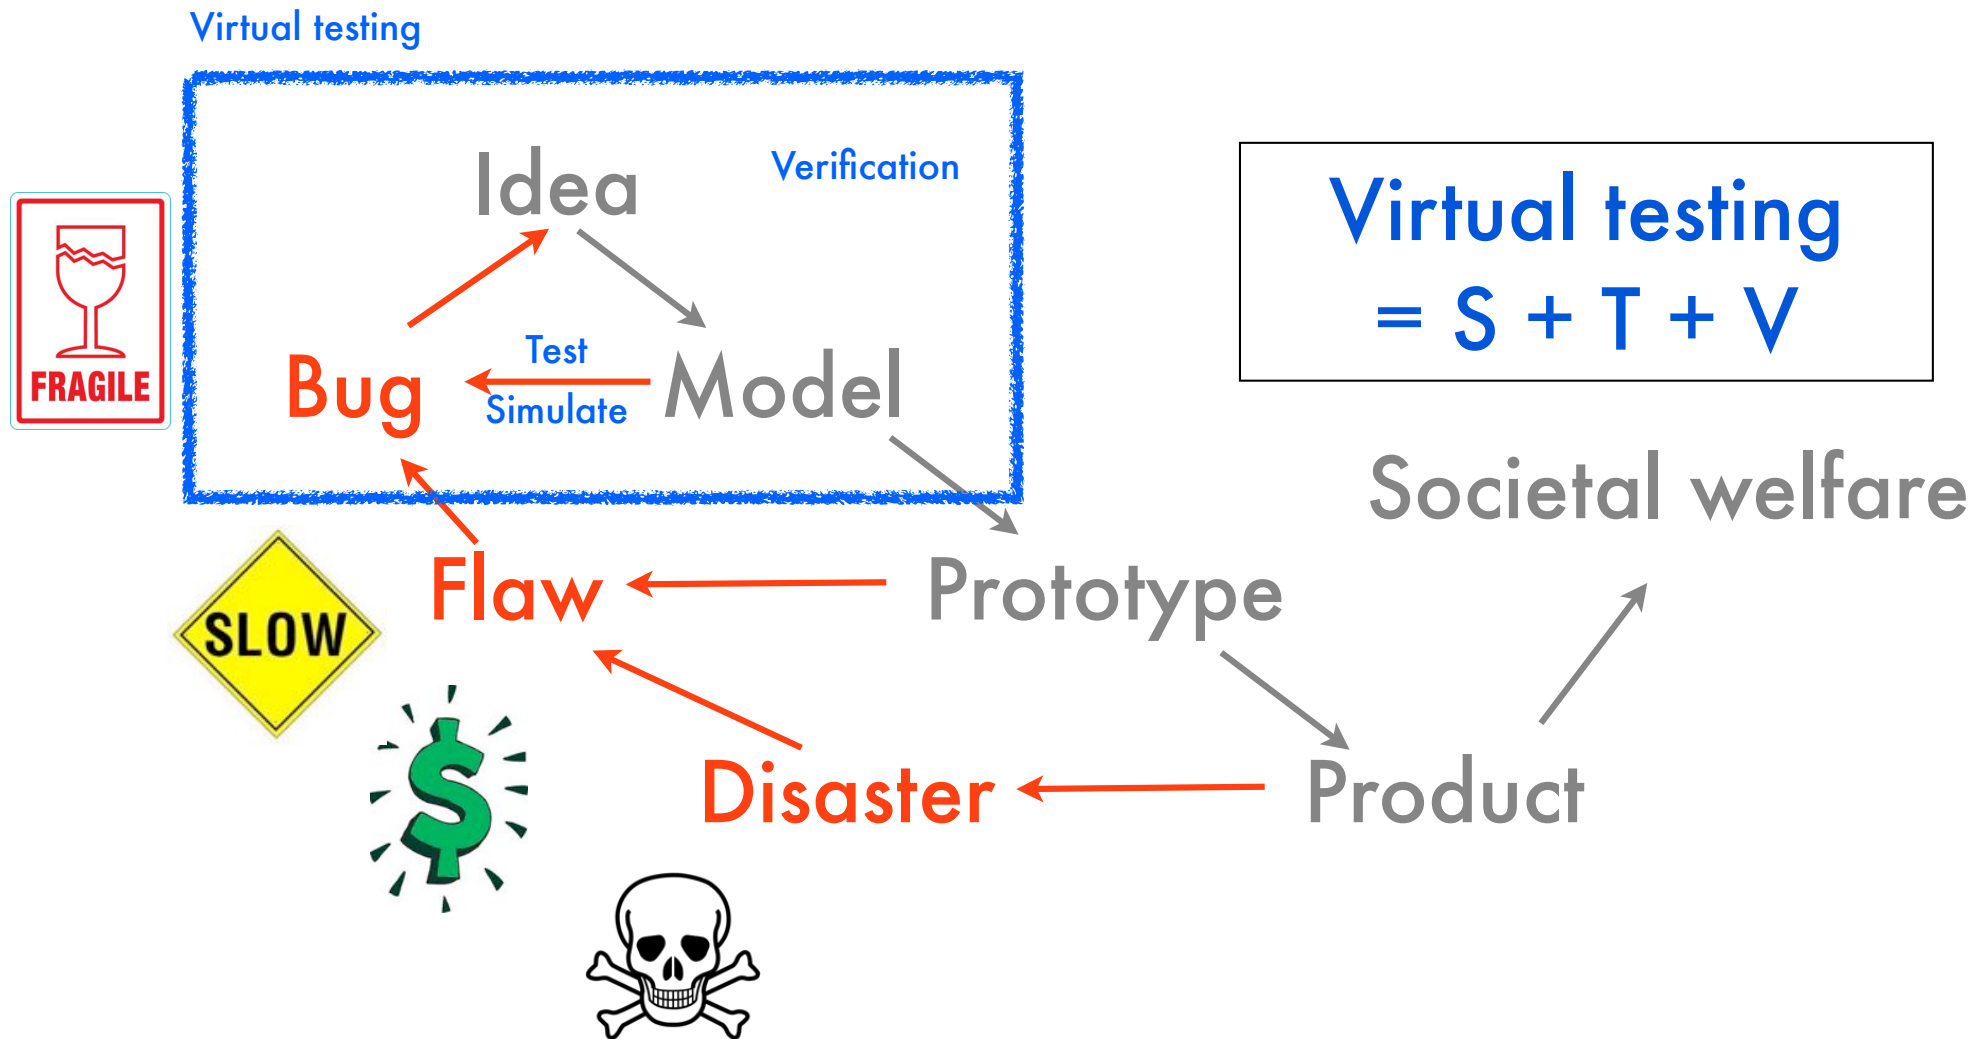 Virtual testing
Idea
Verification
Virtual testing
= S + T + V
FRAGILE
Bug
Test
Simulate
Model
Societal welfare
SLOW
Flaw
Prototype
$
Disaster
Product